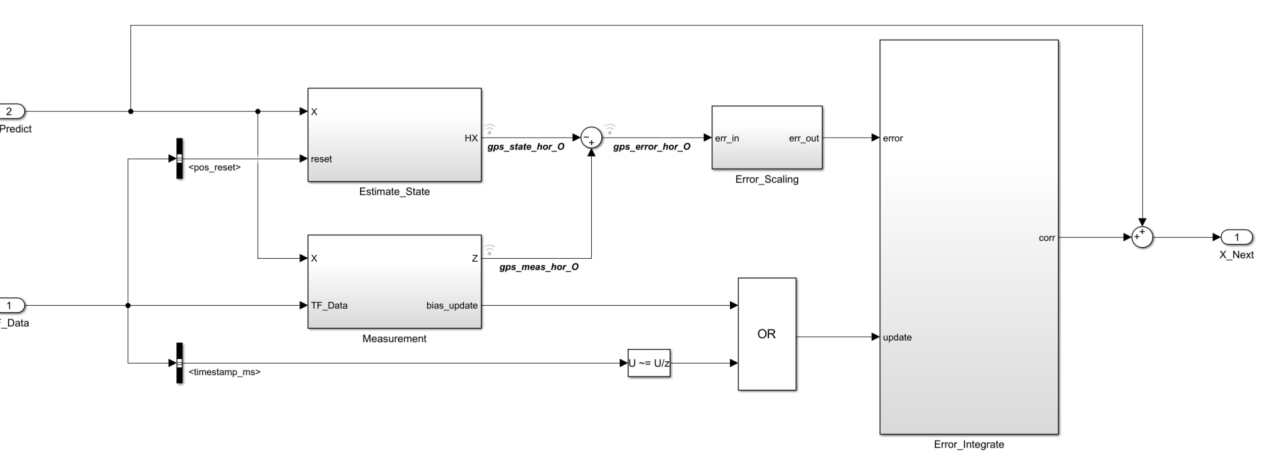 2
Predict
X
reset
HX
Estimate_State
<pos_reset>
gps_state_hor_O
−
+
gps_error_hor_O
err_in
err_out
Error_Scaling
error
update
corr
Error_Integrate
+
+
1
X_Next
X
TF_Data
Z
bias_update
Measurement
gps_meas_hor_O
1
F_Data
<timestamp_ms>
U ~= U/z
OR